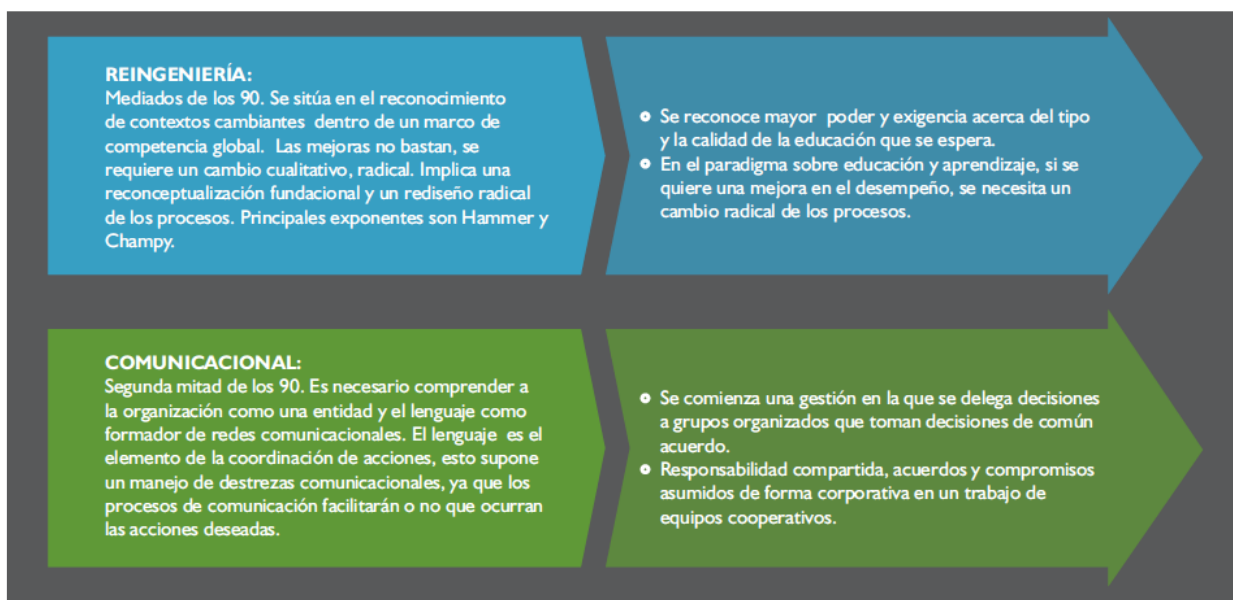 REINGENIERÍA:
Mediados de los 90. Se sitúa en el reconocimiento
de contextos cambiantes dentro de un marco de
competencia global. Las mejoras no bastan, se
requiere un cambio cualitativo, radical. Implica una
reconceptualización fundacional y un rediseño radical
de los procesos. Principales exponentes son Hammer y
Champy.
Se reconoce mayor poder y exigencia acerca del tipo
y la calidad de la educación que se espera.
En el paradigma sobre educación y aprendizaje, si se
quiere una mejora en el desempeño, se necesita un
cambio radical de los procesos.
COMUNICACIONAL:
Segunda mitad de los 90. Es necesario comprender a
la organización como una entidad y el lenguaje como
formador de redes comunicacionales. El lenguaje es el
elemento de la coordinación de acciones, esto supone
un manejo de destrezas comunicacionales, ya que los
procesos de comunicación facilitarán o no que ocurran
las acciones deseadas.
Se comienza una gestión en la que se delega decisiones
a grupos organizados que toman decisiones de común
acuerdo.
Responsabilidad compartida, acuerdos y compromisos
asumidos de forma corporativa en un trabajo de
equipos cooperativos.